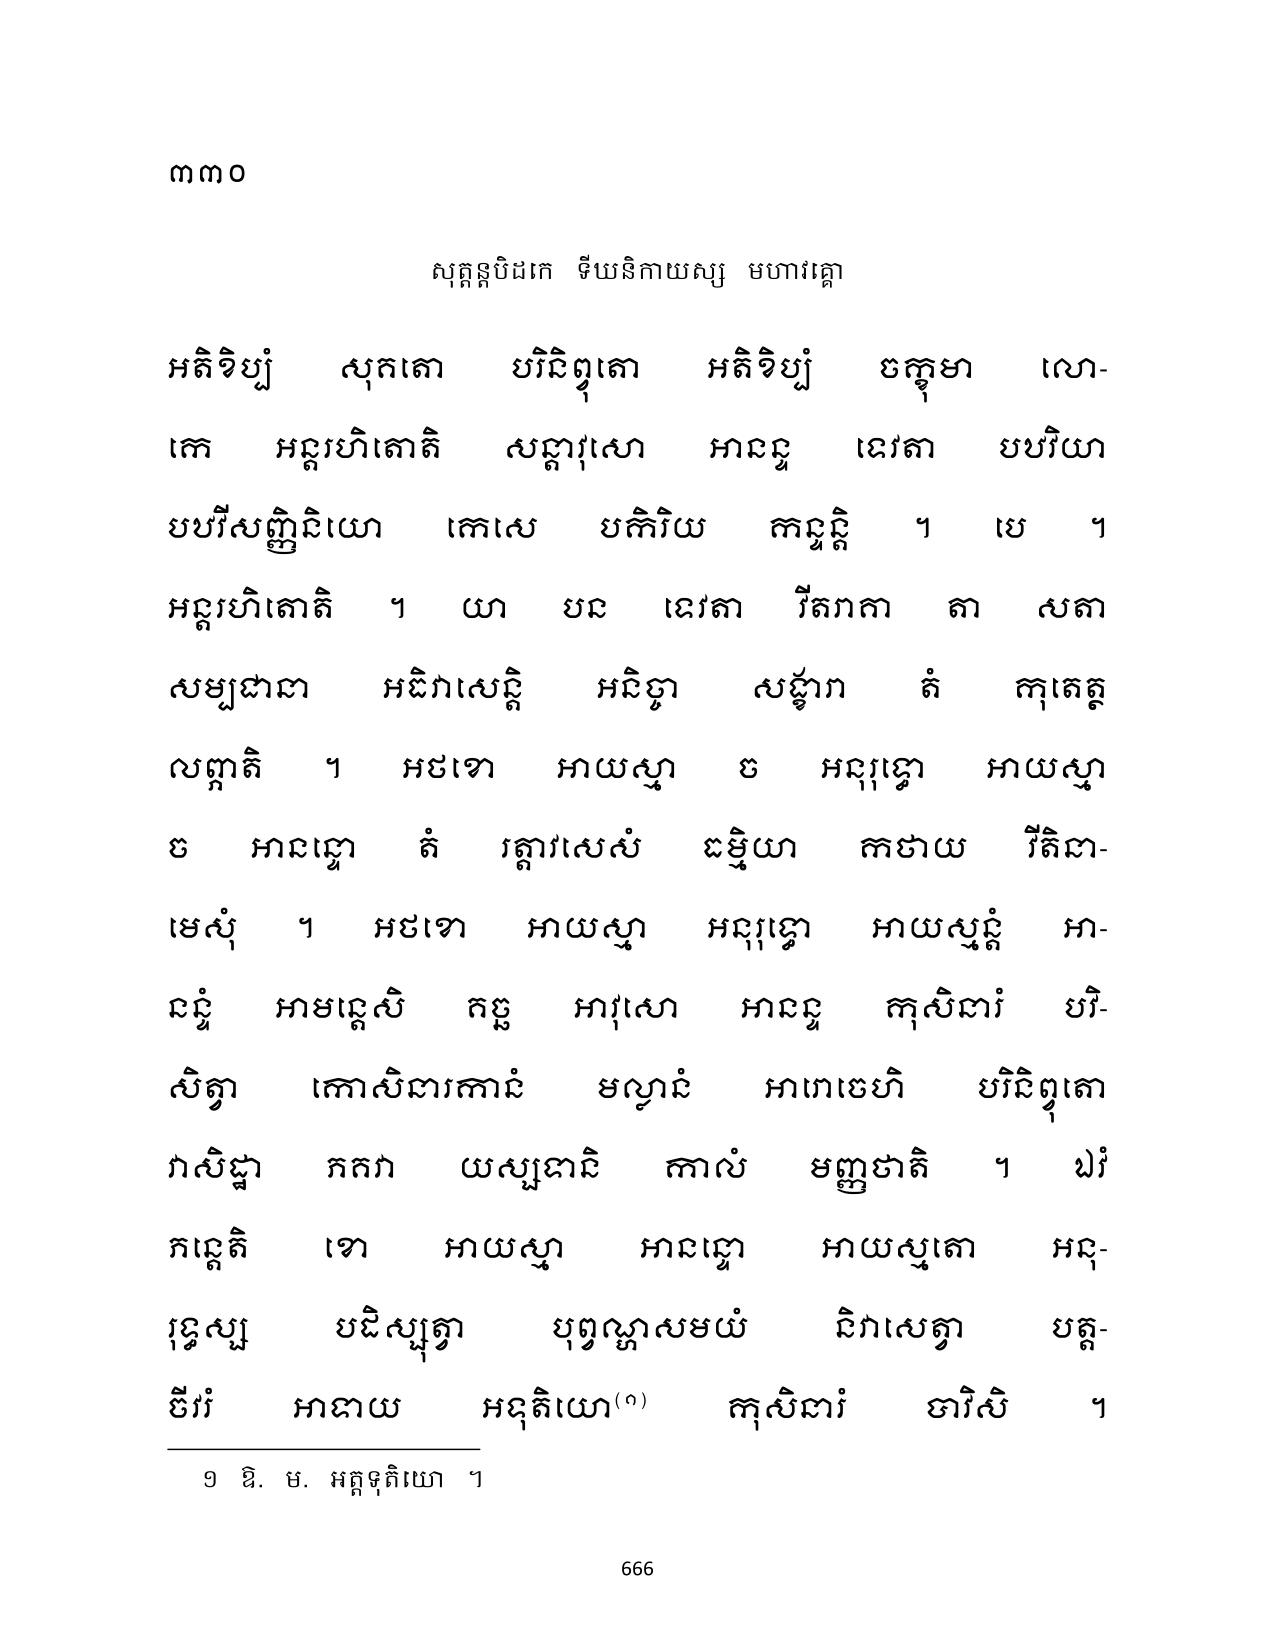 ៣៣០
សុត្តន្តបិដកេ ទីឃនិកាយស្ស មហាវគ្គោ
អតិខិប្បំ សុគតោ បរិនិព្វុតោ អតិខិប្បំ ចក្ខុមា លោ-
កេ អន្តរហិតោតិ សន្តាវុសោ អានន្ទ ទេវតា បឋវិយា
បឋវីសញ្ញិនិយោ កេសេ បកិរិយ កន្ទន្តិ ។ បេ ។
អន្តរហិតោតិ ។ យា បន ទេវតា វីតរាគា តា សតា
សម្បជានា អធិវាសេន្តិ អនិច្ចា សង្ខារា តំ កុតេត្ថ
លព្ភាតិ ។ អថខោ អាយស្មា ច អនុរុទ្ធោ អាយស្មា
ច អានន្ទោ តំ រត្តាវសេសំ ធម្មិយា កថាយ វីតិនា-
មេសុំ ។ អថខោ អាយស្មា អនុរុទ្ធោ អាយស្មន្តំ អា-
នន្ទំ អាមន្តេសិ គច្ឆ អាវុសោ អានន្ទ កុសិនារំ បវិ-
សិត្វា កោសិនារកានំ មល្លានំ អារោចេហិ បរិនិព្វុតោ
វាសិដ្ឋា ភគវា យស្សទានិ កាលំ មញ្ញថាតិ ។ ឯវំ
ភន្តេតិ ខោ អាយស្មា អានន្ទោ អាយស្មតោ អនុ-
រុទ្ធស្ស បដិស្សុត្វា បុព្វណ្ហសមយំ និវាសេត្វា បត្ត-
ចីវរំ អាទាយ អទុតិយោ(១) កុសិនារំ បាវិសិ ។
១ ឱ. ម. អត្តទុតិយោ ។
666